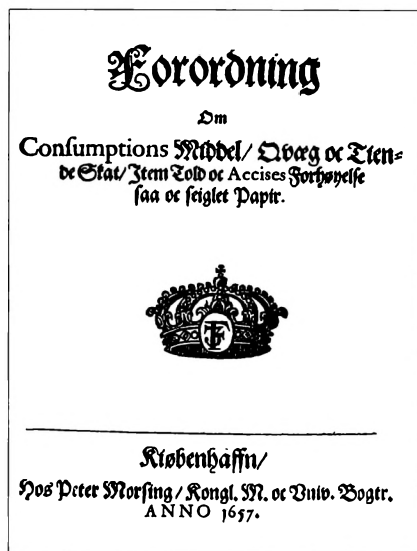 Forordning
Om
Consumptions Middel/ Qvæg oc Tien-
de Skat/ Item Told oc Accises Forhøyelse
saa oc seiglet Papir.
Kiøbenhaffn/
Hos Peter Morsing/ Kongl. M. oc Univ. Bogtr.
ANNO 1657.